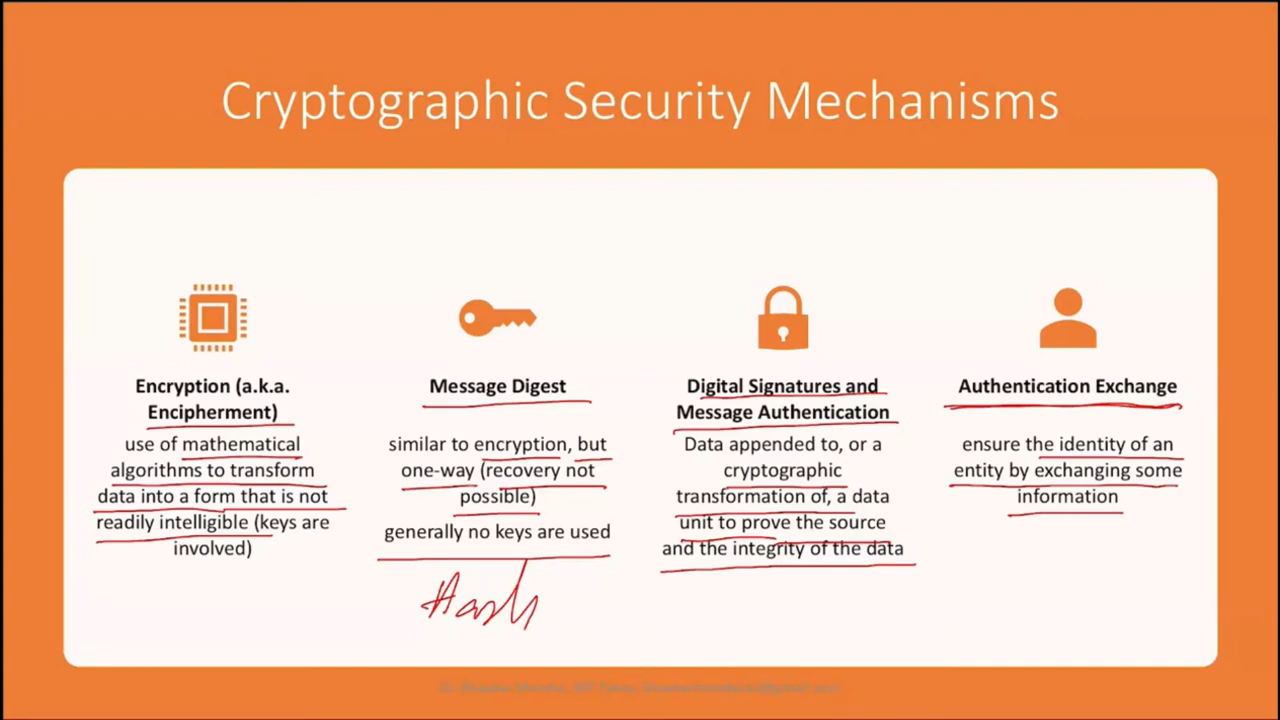 Cryptographic Security Mechanisms
Encryption (a.k.a.
Encipherment)
use of mathematical
algorithms to transform
data into a form that is not
readily intelligible (keys are
involved)
Message Digest
similar to encryption, but
one-way (recovery not
possible)
generally no keys are used
Hash
Digital Signatures and
Message Authentication
Data appended to, or a
cryptographic
transformation of, a data
unit to prove the source
and the integrity of the data
Authentication Exchange
ensure the identity of an
entity by exchanging some
information